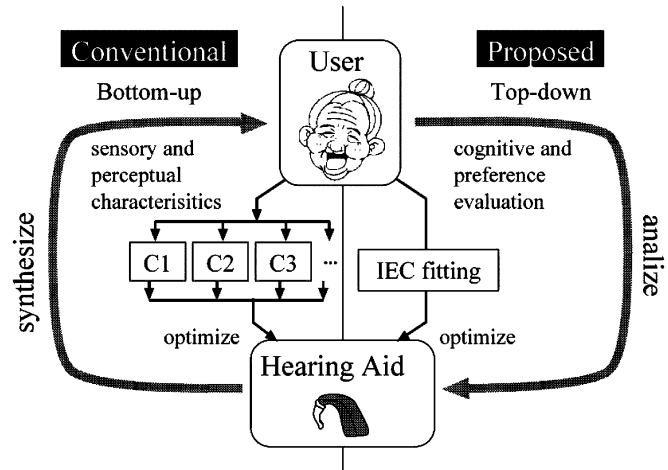 Conventional
User
Proposed
Bottom-up
Top-down
sensory and
perceptual
characterisitics
cognitive and
preference
evaluation
synthesize
analize
C1
C2
C3
...
IEC fitting
optimize
optimize
Hearing Aid